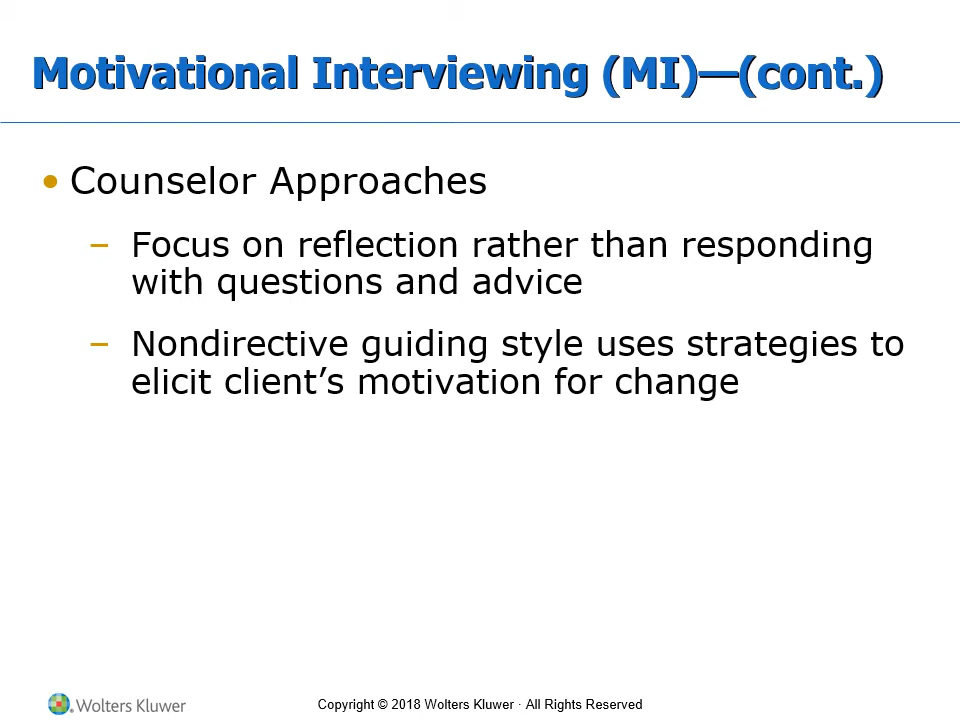 Motivational Interviewing (MI)—(cont.)
• Counselor Approaches
– Focus on reflection rather than responding
with questions and advice
– Nondirective guiding style uses strategies to
elicit client’s motivation for change
Wolters Kluwer
Copyright © 2018 Wolters Kluwer · All Rights Reserved